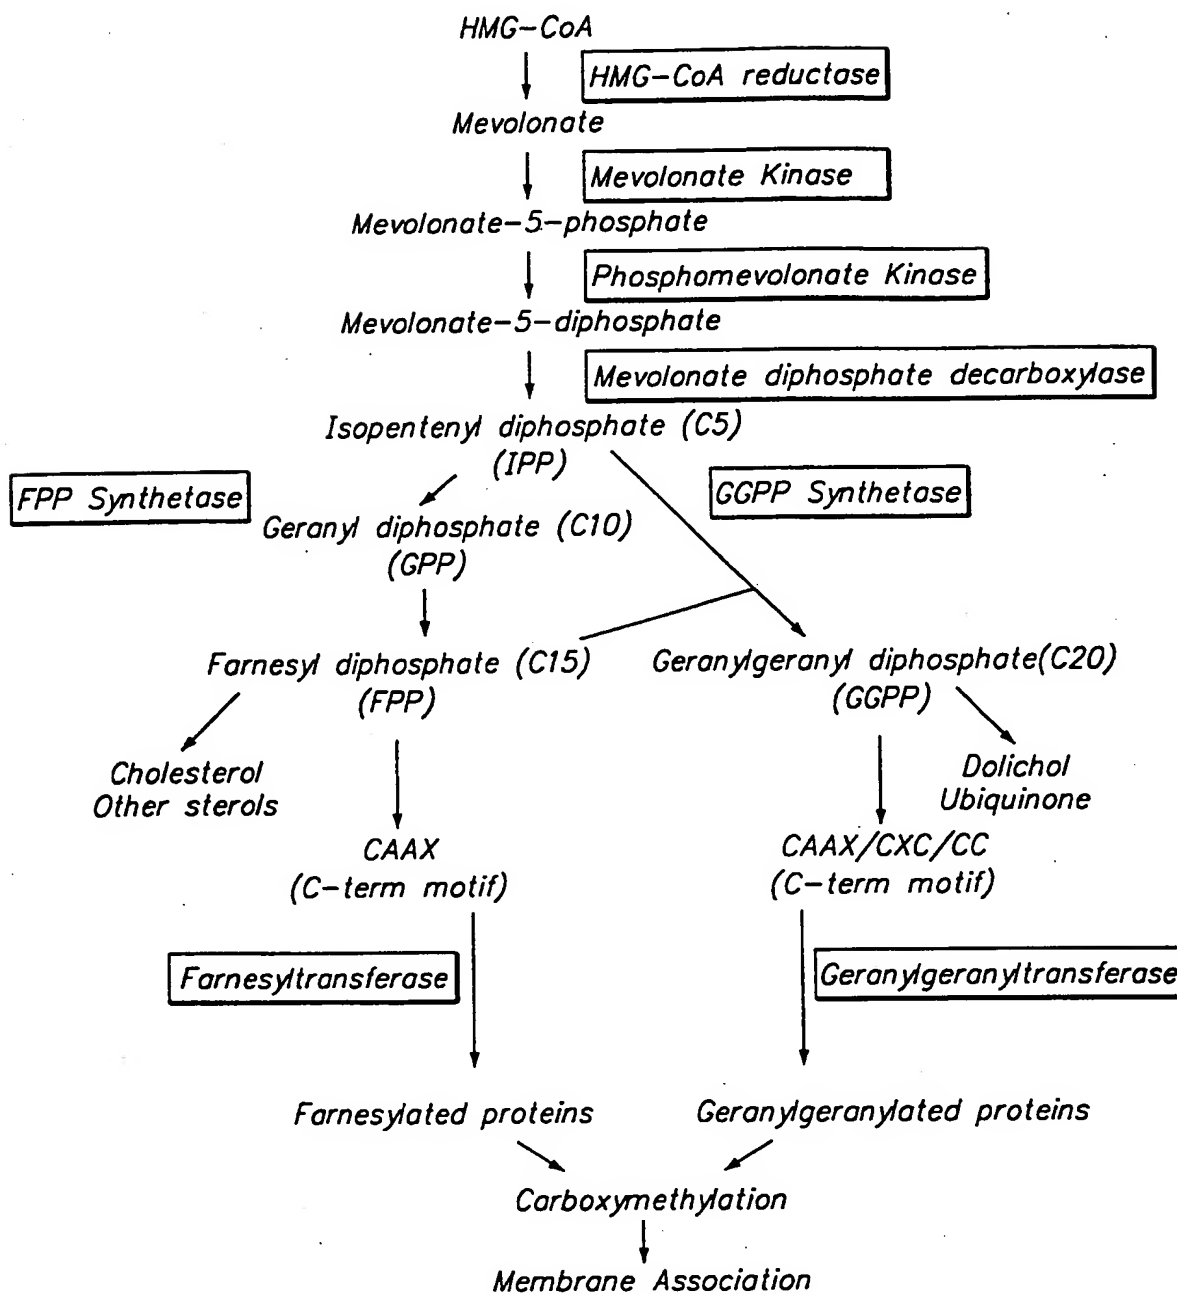 HMG-CoA
HMG-CoA reductase
Mevolonate
Mevolonate Kinase
Mevolonate-5-phosphate
Phosphomevolonate Kinase
Mevolonate-5-diphosphate
Mevolonate diphosphate decarboxylase
Isopentenyl diphosphate (C5)
(IPP)
FPP Synthetase
GGPP Synthetase
Geranyl diphosphate (C10)
(GPP)
Farnesyl diphosphate (C15)
(FPP)
Geranylgeranyl diphosphate(C20)
(GGPP)
Cholesterol
Other sterols
Dolichol
Ubiquinone
CAAX
(C-term motif)
CAAX/CXC/CC
(C-term motif)
Farnesyltransferase
Geranylgeranyltransferase
Farnesylated proteins
Geranylgeranylated proteins
Carboxymethylation
Membrane Association